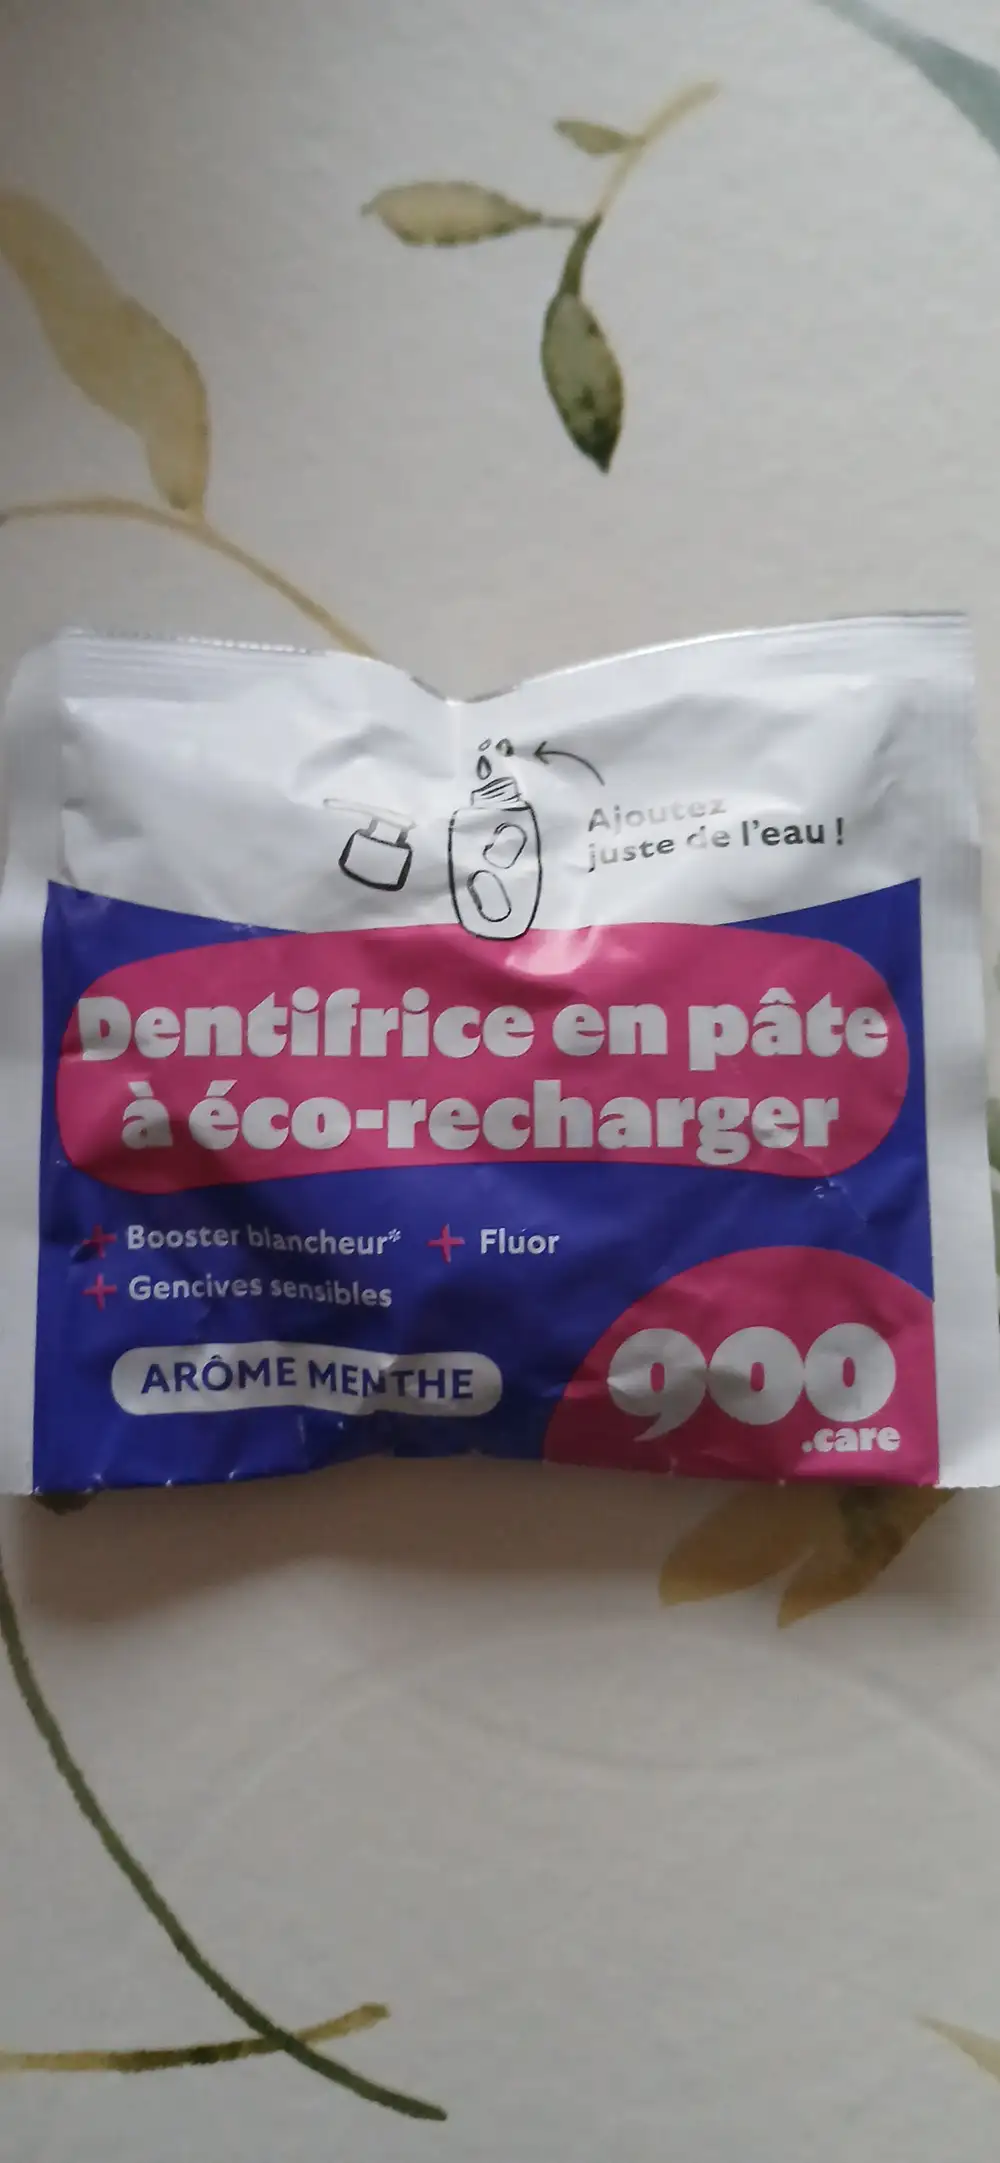 Ajoutez
juste de l'eau !
Dentifrice en pâte
à éco-recharger
+ Booster blancheur* + Fluor
+ Gencives sensibles
ARÔME MENTHE
900
.care